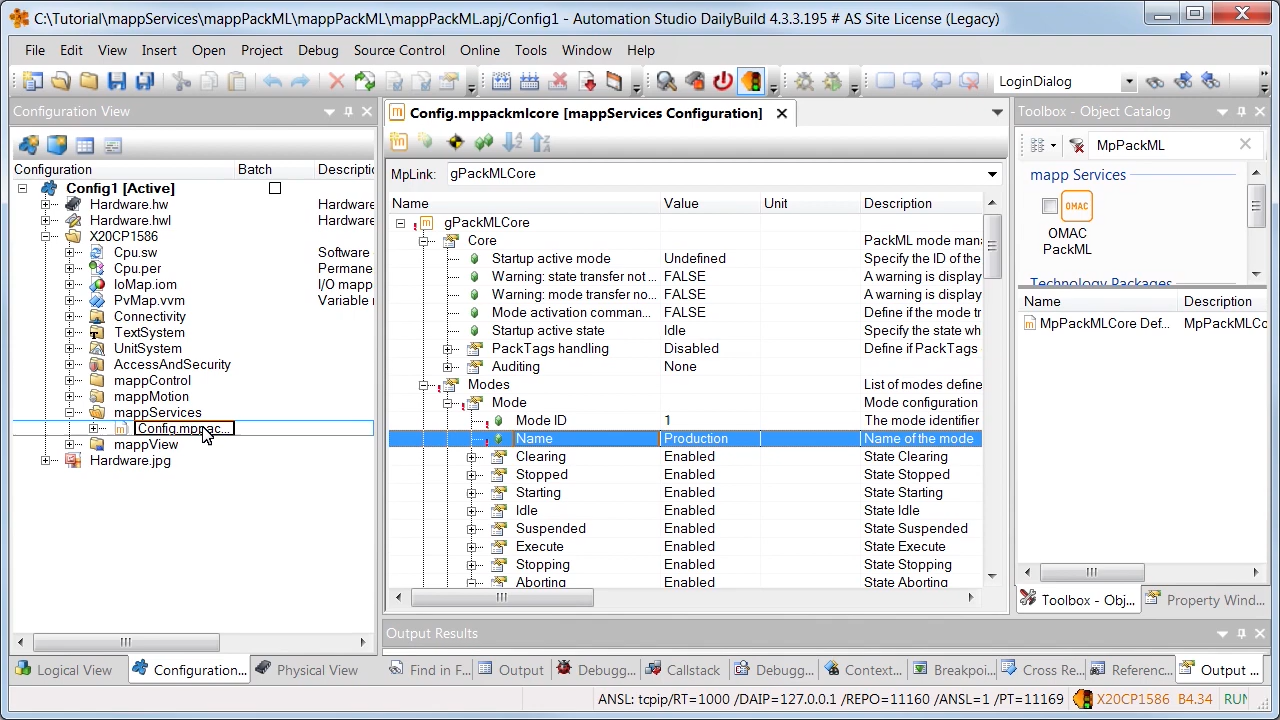 C:\Tutorial\mappServices\mappPackML\mappPackML\mappPackML.apj/Config1 - Automation Studio DailyBuild 4.3.3.195 # AS Site License (Legacy)
File Edit View Insert Open Project Debug Source Control Online Tools Window Help
LoginDialog
Configuration View
Configuration Batch Descriptic
Config1 [Active]
Hardware.hw Hardware
Hardware.hwl Hardware
X20CP1586
Cpu.sw Software
Cpu.per Permane
IoMap.iom I/O mapp
PvMap.vvm Variable
Connectivity
TextSystem
UnitSystem
AccessAndSecurity
mappControl
mappMotion
mappServices
Config.mppac...
mappView
Hardware.jpg
Logical View Configuration... Physical View
Config.mppackmlcore [mappServices Configuration]
MpLink: gPackMLCore
Name Value Unit Description
gPackMLCore
Core PackML mode man
Startup active mode Undefined Specify the ID of the
Warning: state transfer not ... FALSE A warning is display
Warning: mode transfer no... FALSE A warning is display
Mode activation comman... FALSE Define if the mode tr
Startup active state Idle Specify the state wh
PackTags handling Disabled Define if PackTags
Auditing None
Modes List of modes define
Mode Mode configuration
Mode ID 1 The mode identifier
Name Production Name of the mode
Clearing Enabled State Clearing
Stopped Enabled State Stopped
Starting Enabled State Starting
Idle Enabled State Idle
Suspended Enabled State Suspended
Execute Enabled State Execute
Stopping Enabled State Stopping
Aborting Enabled State Aborting
Toolbox - Object Catalog
MpPackML
mapp Services
OMAC
OMAC
PackML
Technology Packages
Name Description
MpPackMLCore Def... MpPackMLCo
Toolbox - Obj... Property Wind...
Output Results
Find in F... Output Debugg... Callstack Debugg... Context... Breakpoi... Cross Re... Referenc... Output ...
ANSL: tcpip/RT=1000 /DAIP=127.0.0.1 /REPO=11160 /ANSL=1 /PT=11169 X20CP1586 B4.34 RUN